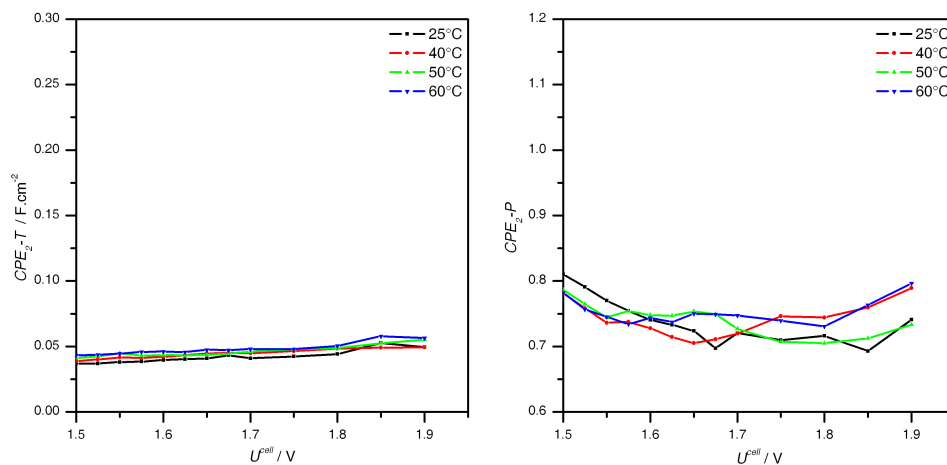 0.30
0.25
0.20
0.15
0.10
0.05
0.00
CPE2-T / F.cm-2
1.5 1.6 1.7 1.8 1.9
Ucell / V
25°C
40°C
50°C
60°C
1.2
1.1
1.0
0.9
0.8
0.7
0.6
CPE2-P
1.5 1.6 1.7 1.8 1.9
Ucell / V
25°C
40°C
50°C
60°C